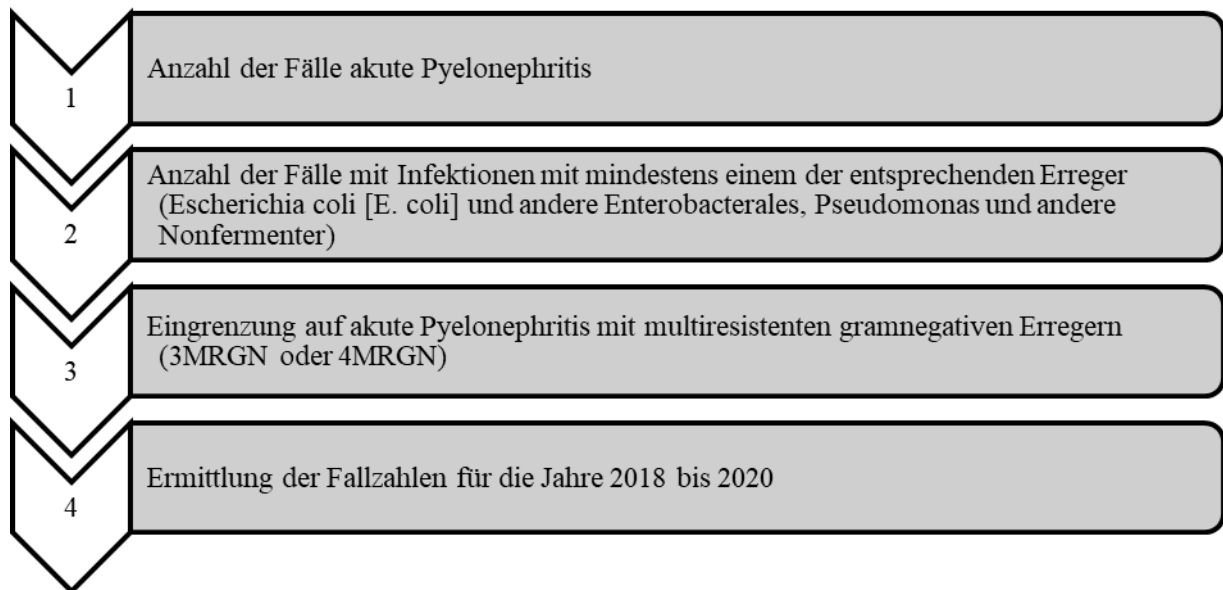 1
Anzahl der Fälle akute Pyelonephritis
2
Anzahl der Fälle mit Infektionen mit mindestens einem der entsprechenden Erreger
(Escherichia coli [E. coli] und andere Enterobacterales, Pseudomonas und andere
Nonfermenter)
3
Eingrenzung auf akute Pyelonephritis mit multiresistenten gramnegativen Erregern
(3MRGN oder 4MRGN)
4
Ermittlung der Fallzahlen für die Jahre 2018 bis 2020